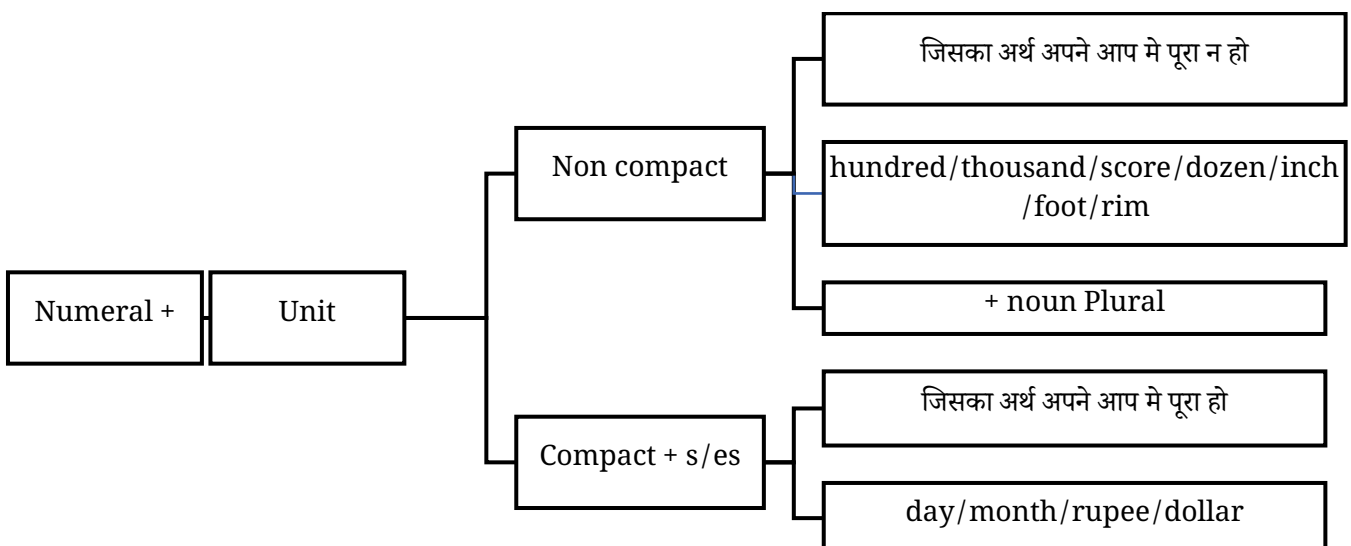 जिसका अर्थ अपने आप मे पूरा न हो
Non compact
hundred/thousand/score/dozen/inch
/foot/rim
Numeral +
Unit
+ noun Plural
जिसका अर्थ अपने आप मे पूरा हो
Compact + s/es
day/month/rupee/dollar